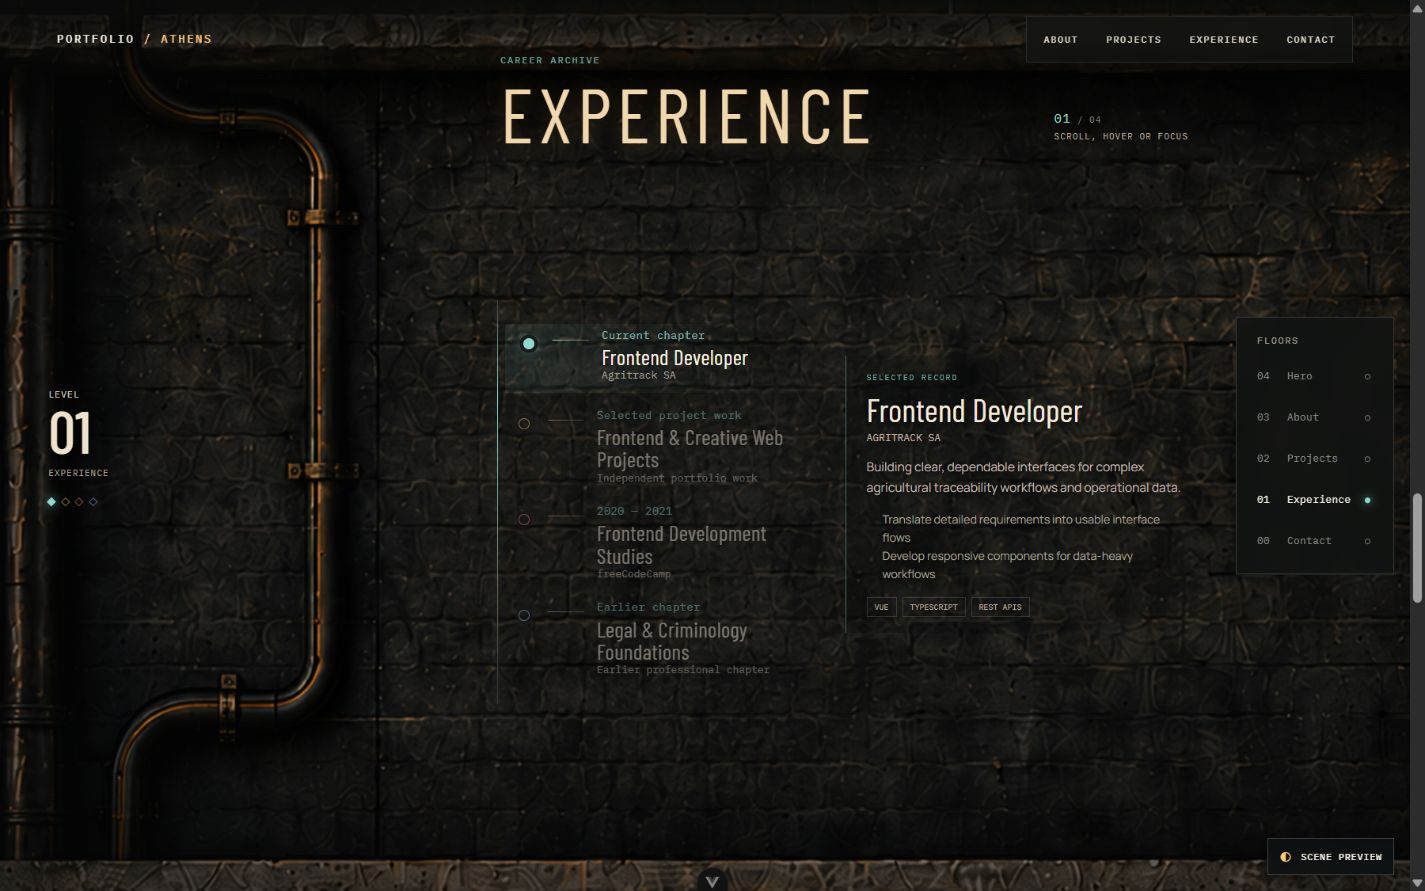 PORTFOLIO / ATHENS
ABOUT PROJECTS EXPERIENCE CONTACT
CAREER ARCHIVE
EXPERIENCE
01 / 04
SCROLL, HOVER OR FOCUS
LEVEL
01
EXPERIENCE
Current chapter
Frontend Developer
Agritrack SA
Selected project work
Frontend & Creative Web
Projects
Independent portfolio work
2020 — 2021
Frontend Development
Studies
freeCodeCamp
Earlier chapter
Legal & Criminology
Foundations
Earlier professional chapter
SELECTED RECORD
Frontend Developer
AGRITRACK SA
Building clear, dependable interfaces for complex
agricultural traceability workflows and operational data.
Translate detailed requirements into usable interface
flows
Develop responsive components for data-heavy
workflows
VUE TYPESCRIPT REST APIS
FLOORS
04 Hero
03 About
02 Projects
01 Experience
00 Contact
SCENE PREVIEW